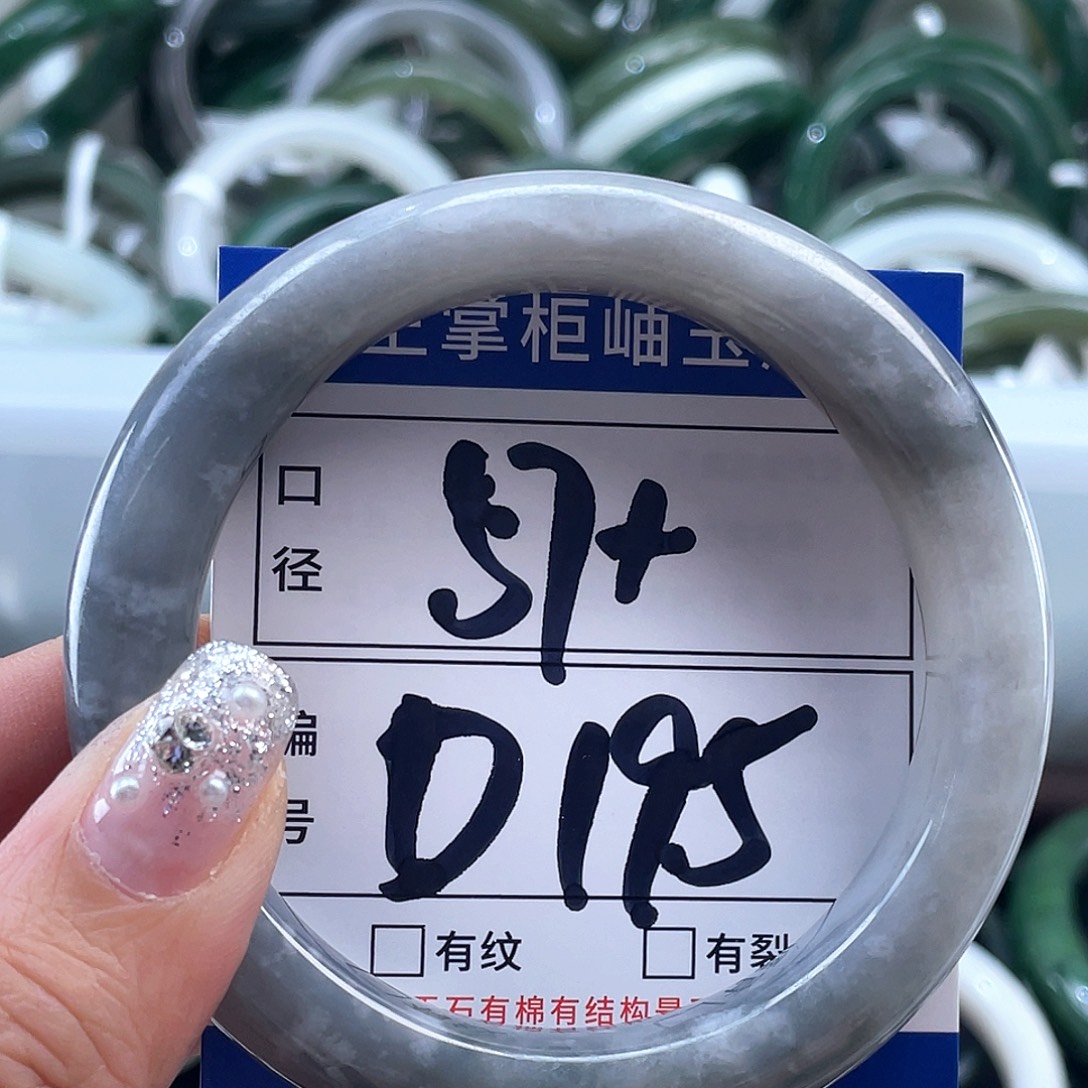 掌柜岫玉
口径 57+
编号 D195
□有纹 □有裂
玉石有棉有结构是